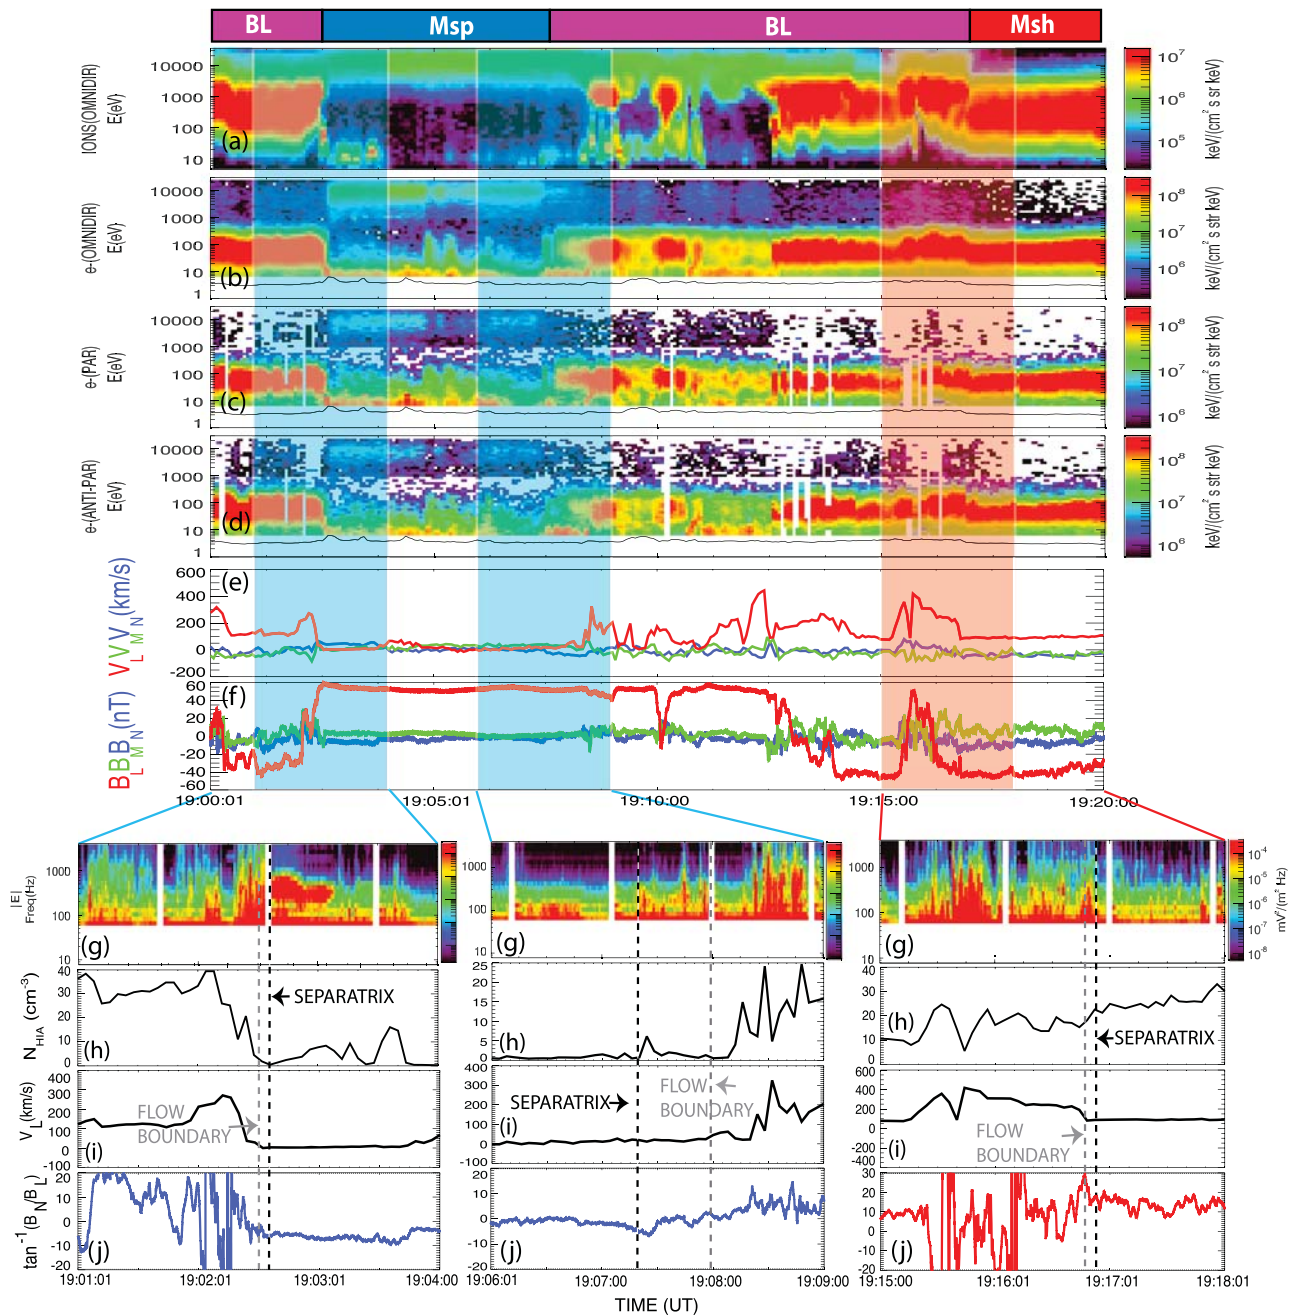 BL Msp BL Msh
IONS(OMNIDIR)
E{eV}
10000
1000
100
10
(a)
10⁷
10⁶
10⁵
keV/(cm² s sr keV)
e-(OMNIDIR)
E{eV}
10000
1000
100
10
1
(b)
10⁸
10⁷
10⁶
keV/(cm² s str keV)
e-(PAR)
E{eV}
10000
1000
100
10
1
(c)
10⁸
10⁷
10⁶
keV/(cm² s str keV)
e-(ANTI-PAR)
E{eV}
10000
1000
100
10
1
(d)
10⁸
10⁷
10⁶
keV/(cm² s str keV)
V_L V_M V_N (km/s)
600
400
200
0
-200
(e)
B_L B_M B_N (nT)
60
40
20
0
-20
-40
-60
(f)
19:00:01 19:05:01 19:10:00 19:15:00 19:20:00
|E|
Freq(Hz)
1000
100
10
(g)
1000
100
10
(g)
1000
100
10
(g)
10⁻⁴
10⁻⁵
10⁻⁶
10⁻⁷
10⁻⁸
mV²/(m² Hz)
N_HIA (cm⁻³)
40
30
20
10
0
(h)
SEPARATRIX
25
20
15
10
5
0
(h)
40
30
20
10
0
(h)
SEPARATRIX
V_L(km/s)
400
300
200
100
0
-100
(i)
FLOW
BOUNDARY
400
300
200
100
0
-100
(i)
SEPARATRIX
FLOW
BOUNDARY
600
400
200
0
-200
-400
(i)
FLOW
BOUNDARY
tan⁻¹(B_N/B_L)
20
10
0
-10
-20
(j)
20
10
0
-10
-20
(j)
30
20
10
0
-10
-20
(j)
19:01:01 19:02:01 19:03:01 19:04:00
19:06:01 19:07:00 19:08:00 19:09:00
19:15:00 19:16:01 19:17:01 19:18:01
TIME (UT)